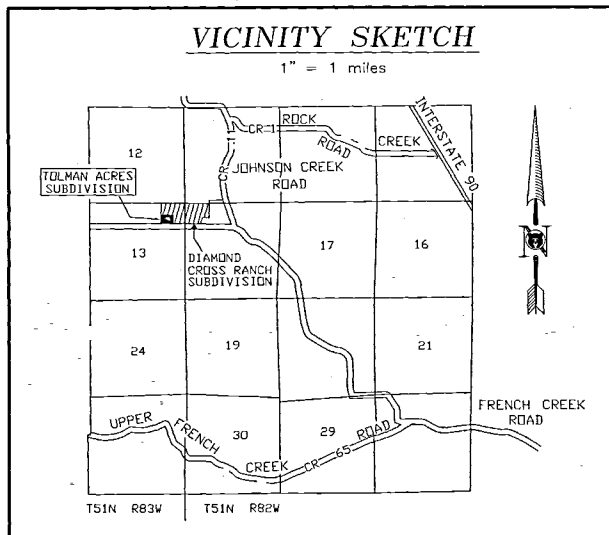 VICINITY SKETCH
1" = 1 miles
INTERSTATE 90
CR 1 ROCK
ROAD CREEK
12
TOLMAN ACRES
SUBDIVISION
CR
JOHNSON CREEK
ROAD
N
13
DIAMOND
CROSS RANCH
SUBDIVISION
17
16
24
19
21
FRENCH CREEK
ROAD
UPPER FRENCH CREEK CR 65 ROAD
30
29
T51N R83W
T51N R82W